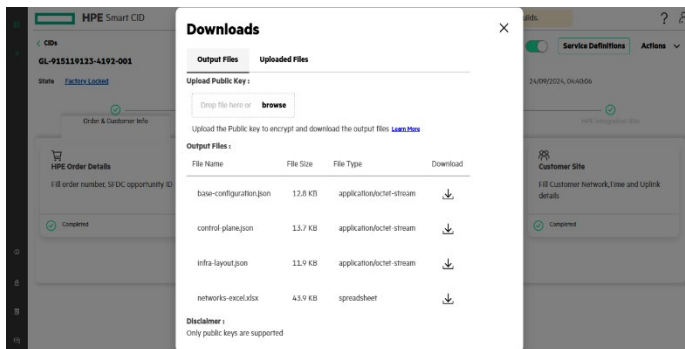 HPE Smart CID
uilds.
?
< CIDs
GL-915119123-4192-001
State Factory Locked
Service Definitions
Actions
24/09/2024, 04:40:06
Order & Customer Info
HPE Integration Site
HPE Order Details
Fill order number, SFDC opportunity ID
Completed
Customer Site
Fill Customer Network,Time and Uplink
details
Completed
Downloads
Output Files Uploaded Files
Upload Public Key :
Drop file here or browse
Upload the Public key to encrypt and download the output files Learn More
Output Files :
File Name File Size File Type Download
base-configuration.json 12.8 KB application/octet-stream
control-plane.json 13.7 KB application/octet-stream
infra-layout.json 11.9 KB application/octet-stream
networks-excel.xlsx 43.9 KB spreadsheet
Disclaimer :
Only public keys are supported